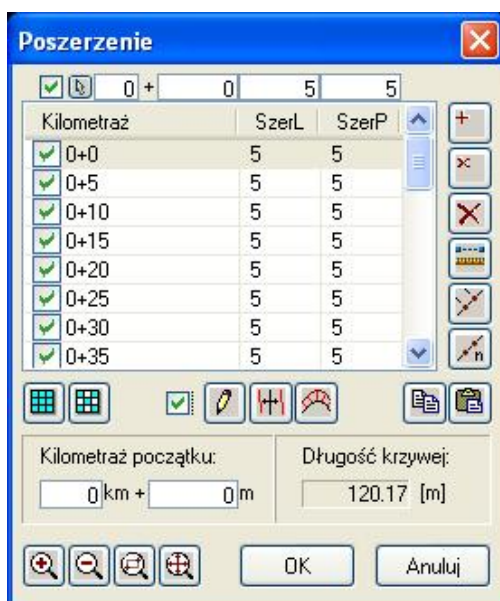 Poszerzenie
0 + 0 5 5
Kilometraż SzerL SzerP
0+0 5 5
0+5 5 5
0+10 5 5
0+15 5 5
0+20 5 5
0+25 5 5
0+30 5 5
0+35 5 5
n
Kilometraż początku: Długość krzywej:
0 km + 0 m 120.17 [m]
OK Anuluj